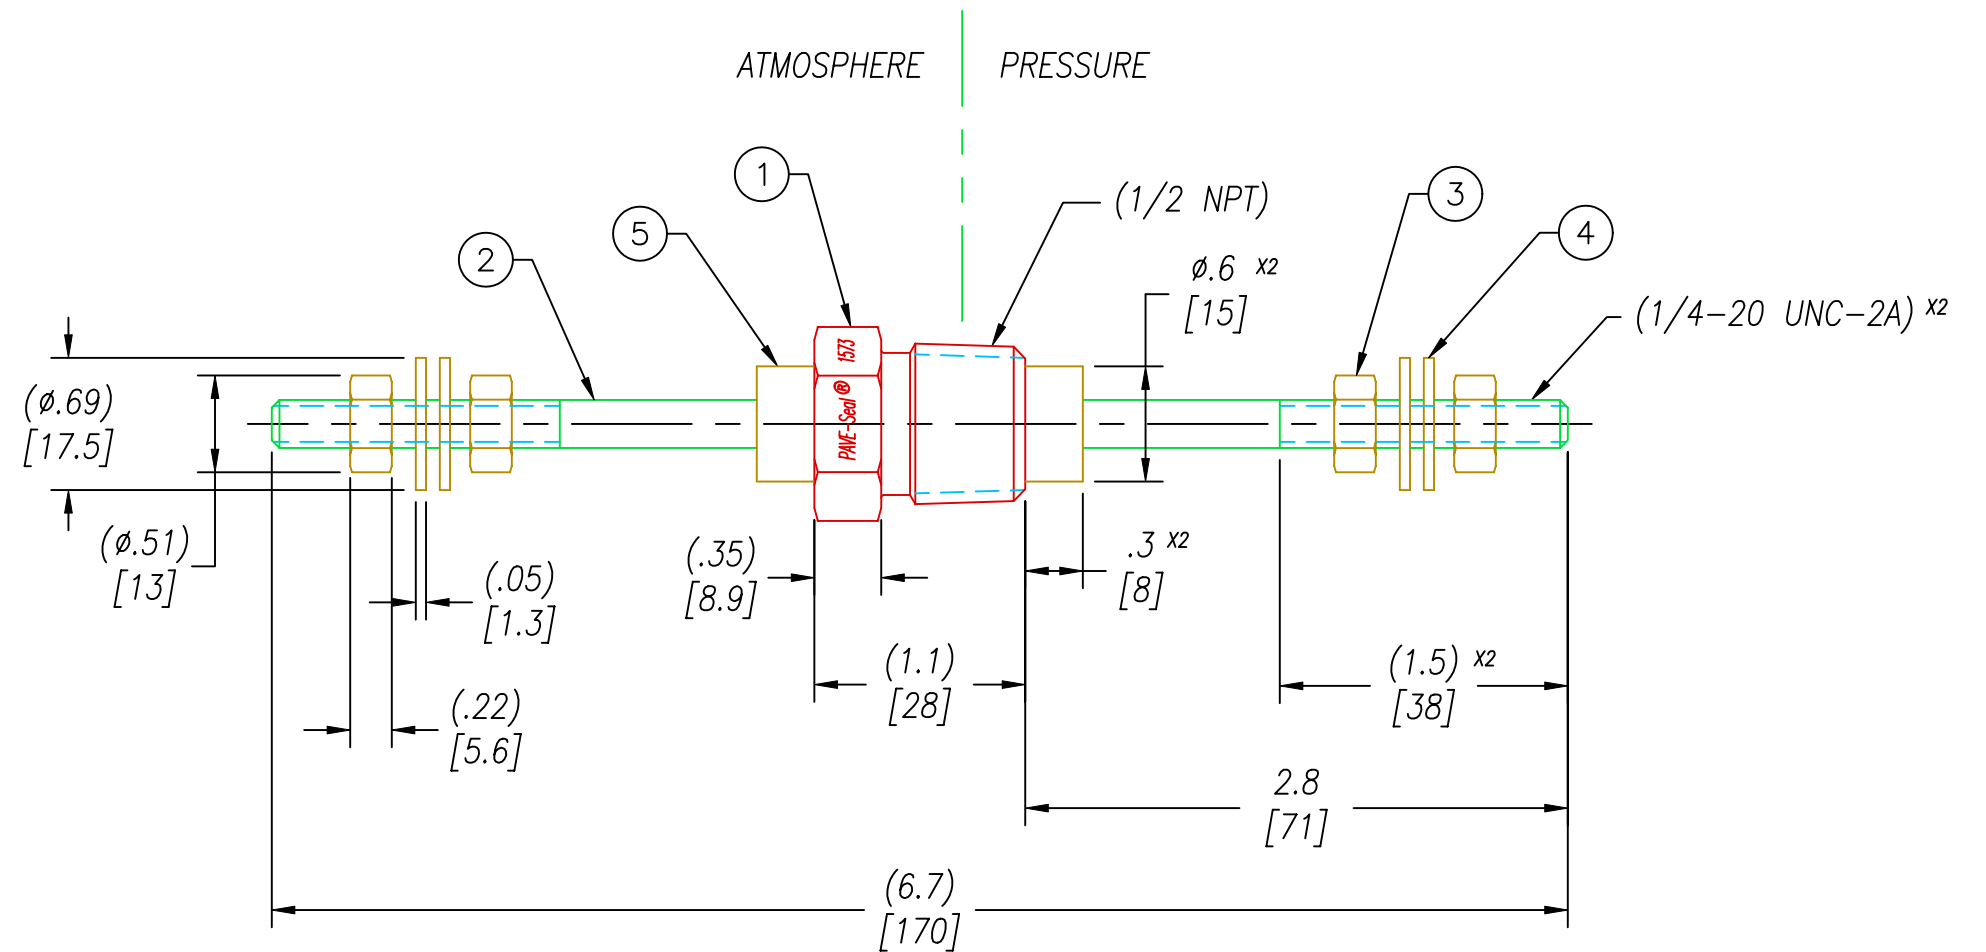 ATMOSPHERE
PRESSURE
1
(1/2 NPT)
3
5
4
2
ø.6 X2
[15]
(1/4-20 UNC-2A) X2
1573
PAVE-Seal®
(ø.69)
[17.5]
(ø.51)
[13]
(.05)
[1.3]
(.35)
[8.9]
.3 X2
[8]
(.22)
[5.6]
(1.1)
[28]
(1.5) X2
[38]
2.8
[71]
(6.7)
[170]